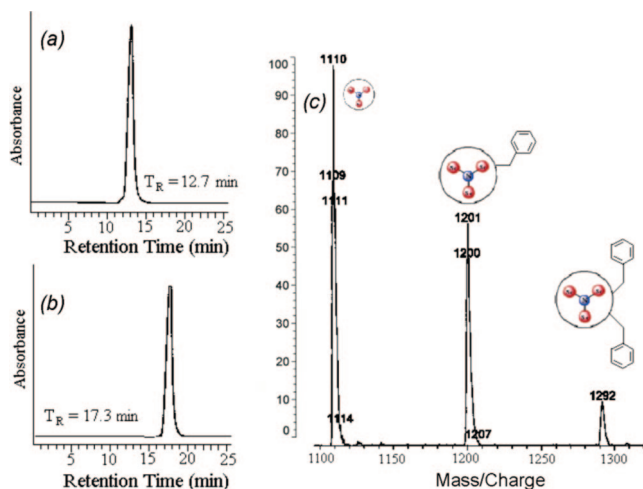 (a)
Absorbance
T_R = 12.7 min
5 10 15 20 25
Retention Time (min)
(b)
Absorbance
T_R = 17.3 min
5 10 15 20 25
Retention Time (min)
(c)
100
90
80
70
60
50
40
30
20
10
0
1110
1109
1111
1114
1201
1200
1207
1292
1100 1200 1300
Mass/Charge